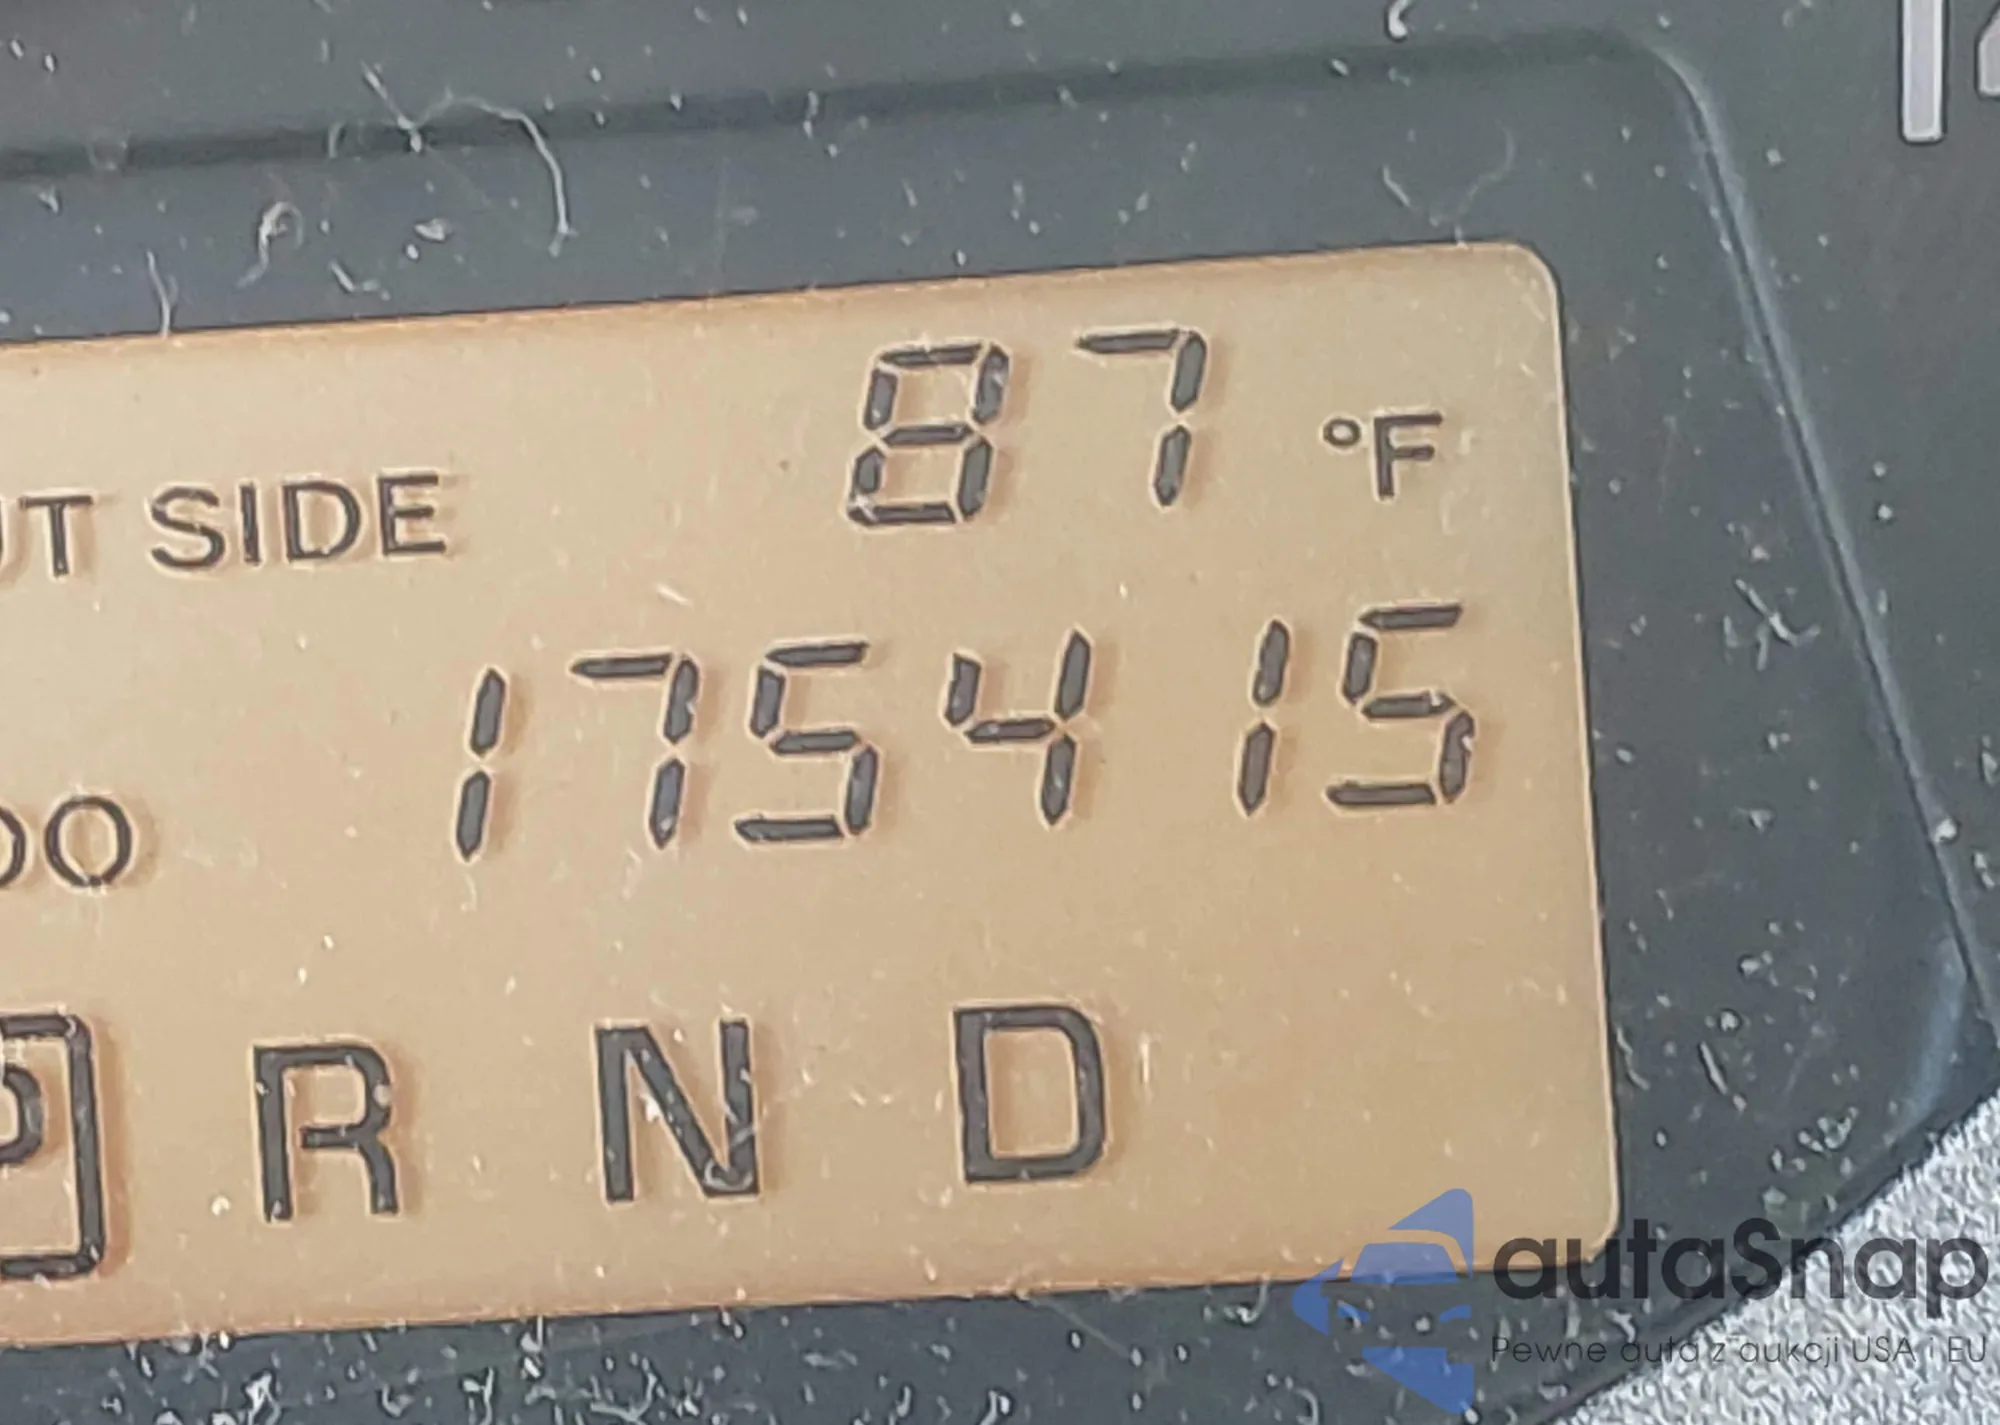 87 °F
UT SIDE
175415
DO
P R N D
autaSnap
Pewne auta z aukcji USA i EU